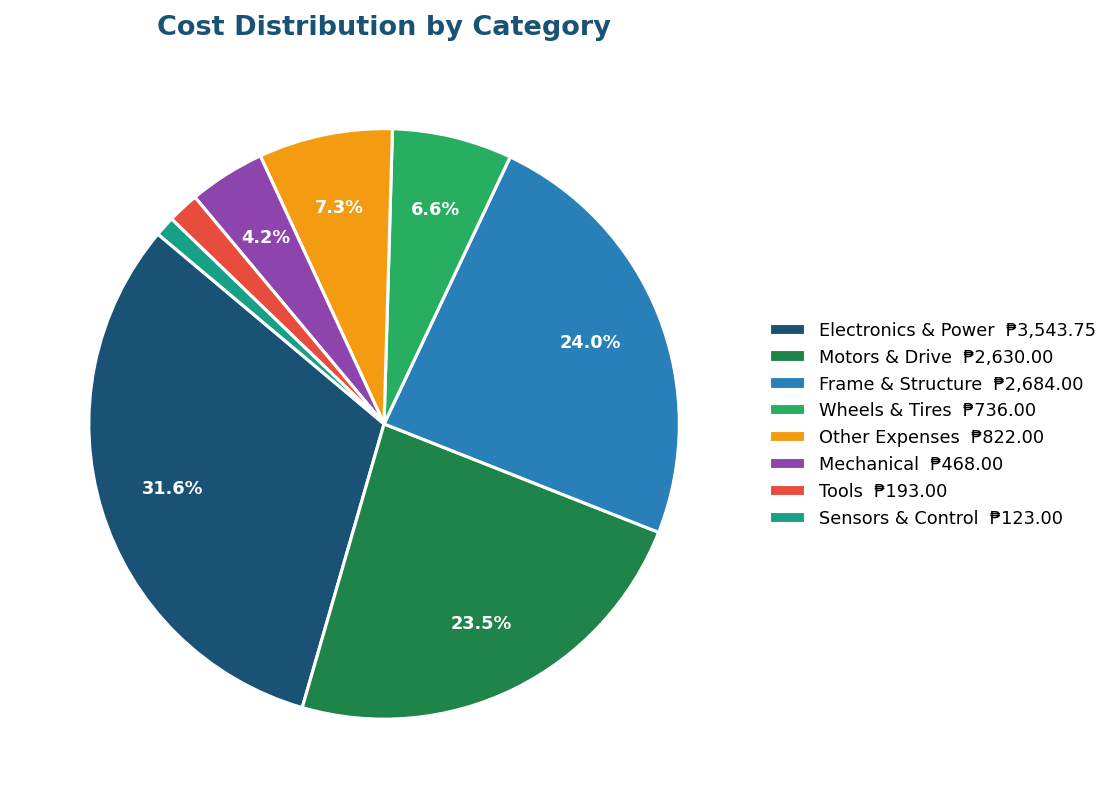 Cost Distribution by Category
7.3%
6.6%
4.2%
24.0%
31.6%
23.5%
Electronics & Power  ₱3,543.75
Motors & Drive  ₱2,630.00
Frame & Structure  ₱2,684.00
Wheels & Tires  ₱736.00
Other Expenses  ₱822.00
Mechanical  ₱468.00
Tools  ₱193.00
Sensors & Control  ₱123.00